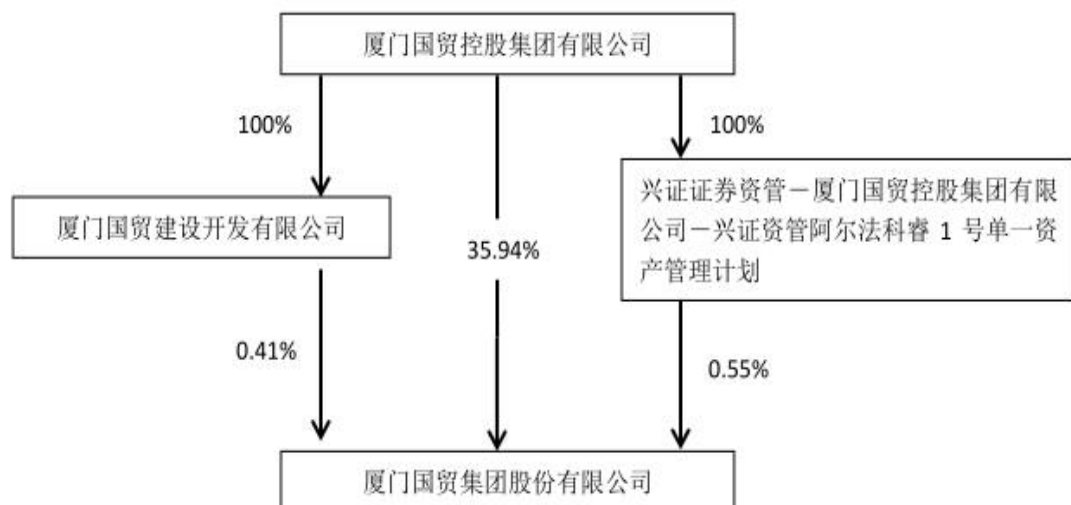 厦门国贸控股集团有限公司
100%
100%
厦门国贸建设开发有限公司
35.94%
兴证证券资管－厦门国贸控股集团有限
公司－兴证资管阿尔法科睿 1 号单一资
产管理计划
0.41%
0.55%
厦门国贸集团股份有限公司